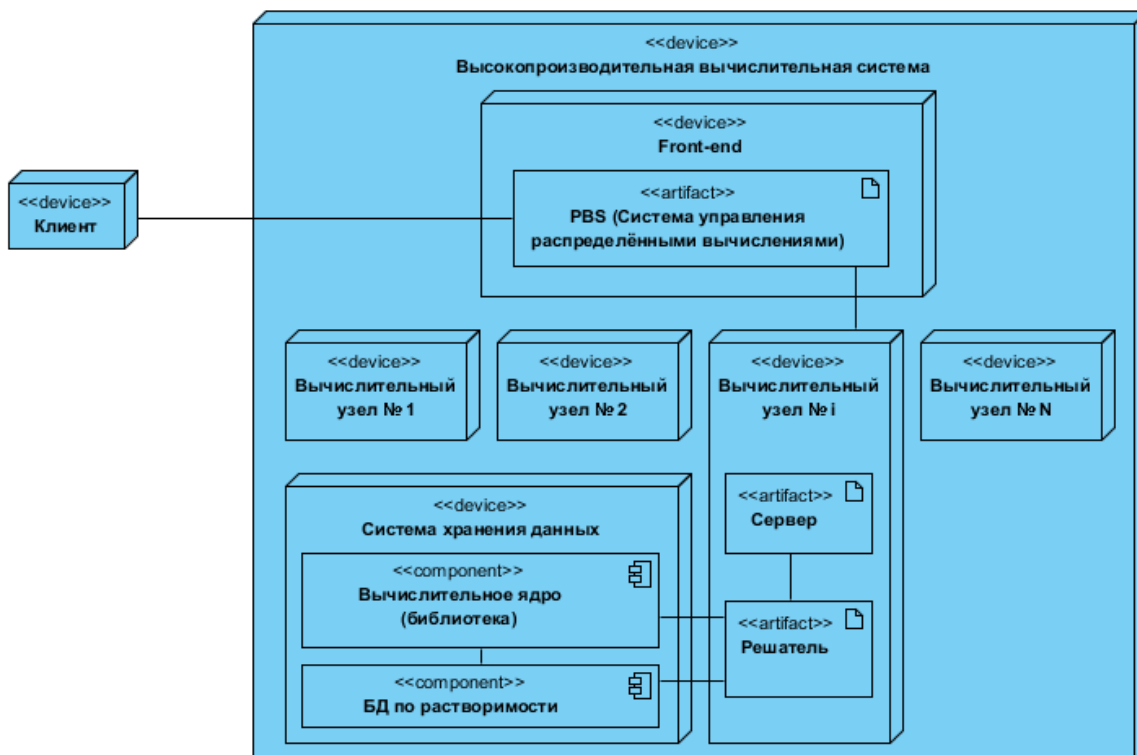 <<device>>
Высокопроизводительная вычислительная система
<<device>>
Front-end
<<artifact>>
PBS (Система управления
распределёнными вычислениями)
<<device>>
Клиент
<<device>>
Вычислительный
узел № 1
<<device>>
Вычислительный
узел № 2
<<device>>
Вычислительный
узел № i
<<device>>
Вычислительный
узел № N
<<device>>
Система хранения данных
<<component>>
Вычислительное ядро
(библиотека)
<<component>>
БД по растворимости
<<artifact>>
Сервер
<<artifact>>
Решатель